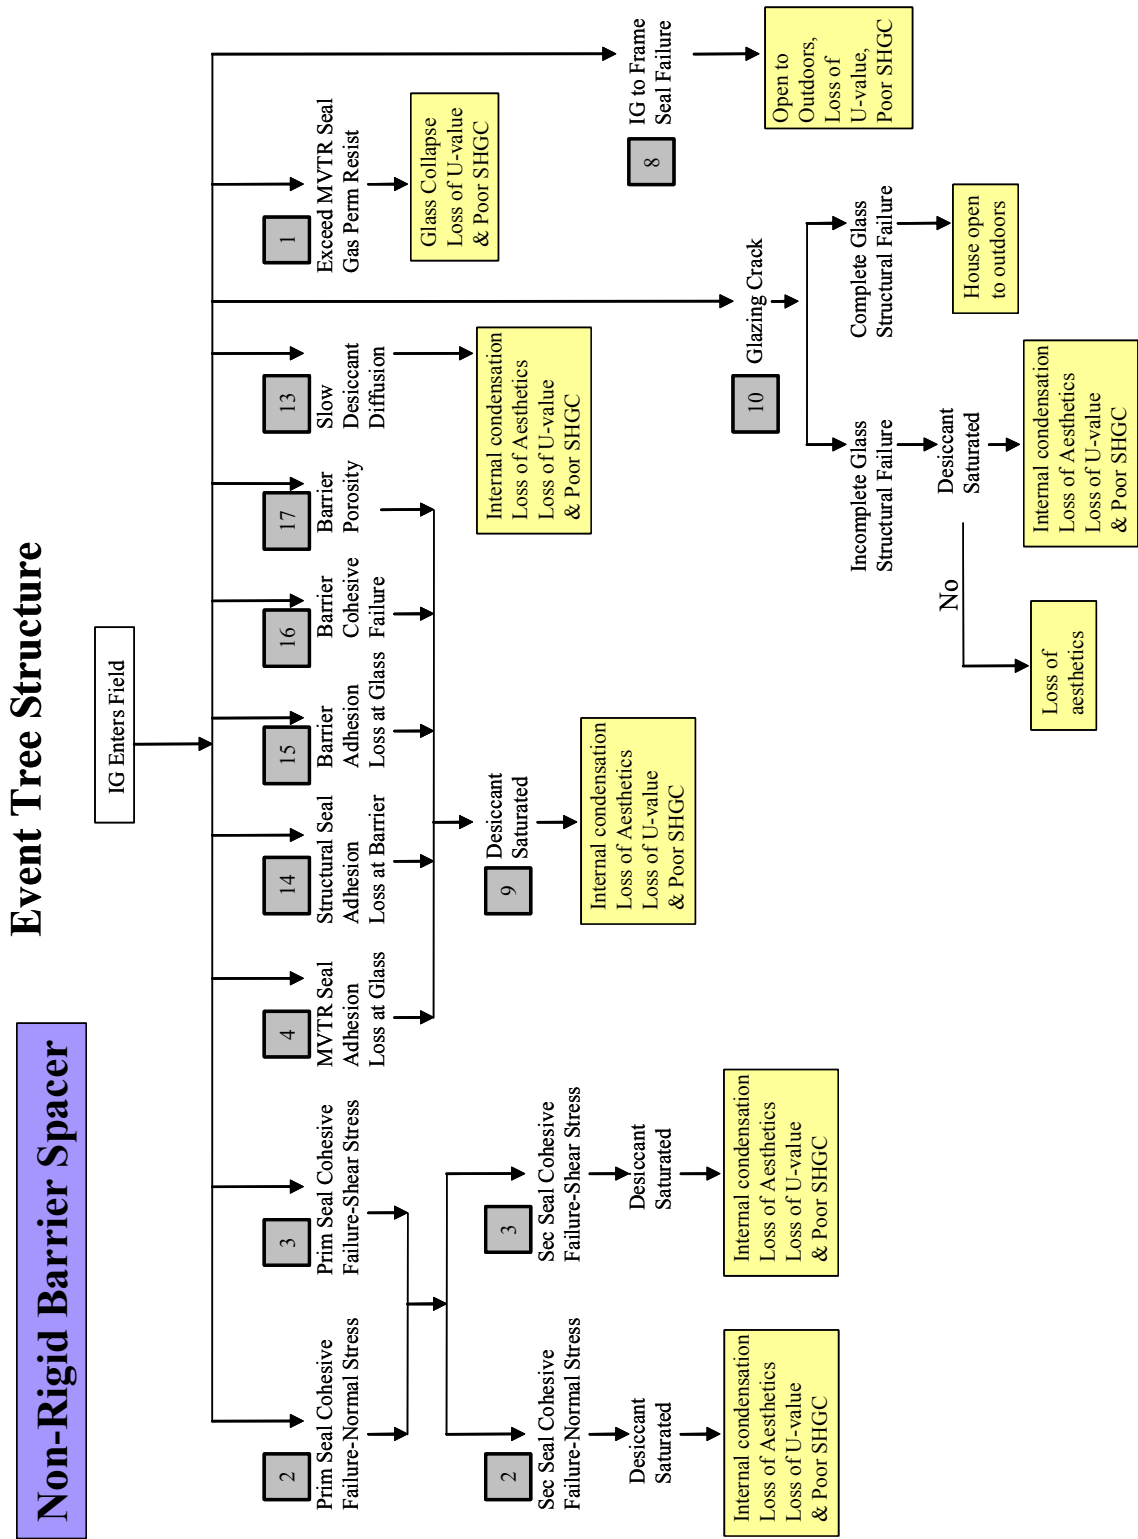 Non-Rigid Barrier Spacer
Event Tree Structure
IG Enters Field
2
Prim Seal Cohesive
Failure-Normal Stress
3
Prim Seal Cohesive
Failure-Shear Stress
4
MVTR Seal
Adhesion
Loss at Glass
14
Structural Seal
Adhesion
Loss at Barrier
15
Barrier
Adhesion
Loss at Glass
16
Barrier
Cohesive
Failure
17
Barrier
Porosity
13
Slow
Desiccant
Diffusion
1
Exceed MVTR Seal
Gas Perm Resist
Glass Collapse
Loss of U-value
& Poor SHGC
2
Sec Seal Cohesive
Failure-Normal Stress
Desiccant
Saturated
Internal condensation
Loss of Aesthetics
Loss of U-value
& Poor SHGC
3
Sec Seal Cohesive
Failure-Shear Stress
Desiccant
Saturated
Internal condensation
Loss of Aesthetics
Loss of U-value
& Poor SHGC
9
Desiccant
Saturated
Internal condensation
Loss of Aesthetics
Loss of U-value
& Poor SHGC
Internal condensation
Loss of Aesthetics
Loss of U-value
& Poor SHGC
8
IG to Frame
Seal Failure
Open to
Outdoors,
Loss of
U-value,
Poor SHGC
10
Glazing Crack
Incomplete Glass
Structural Failure
Complete Glass
Structural Failure
House open
to outdoors
Desiccant
Saturated
No
Loss of
aesthetics
Internal condensation
Loss of Aesthetics
Loss of U-value
& Poor SHGC